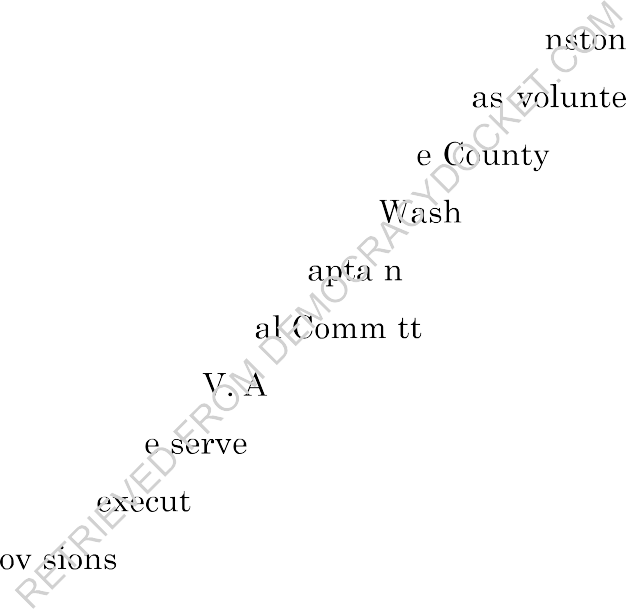 nston
as volunte
e County
Wash
apta n
al Comm tt
V. A
e serve
execut
ov sions
RETRIEVED FROM DEMOCRACYDOCKET.COM